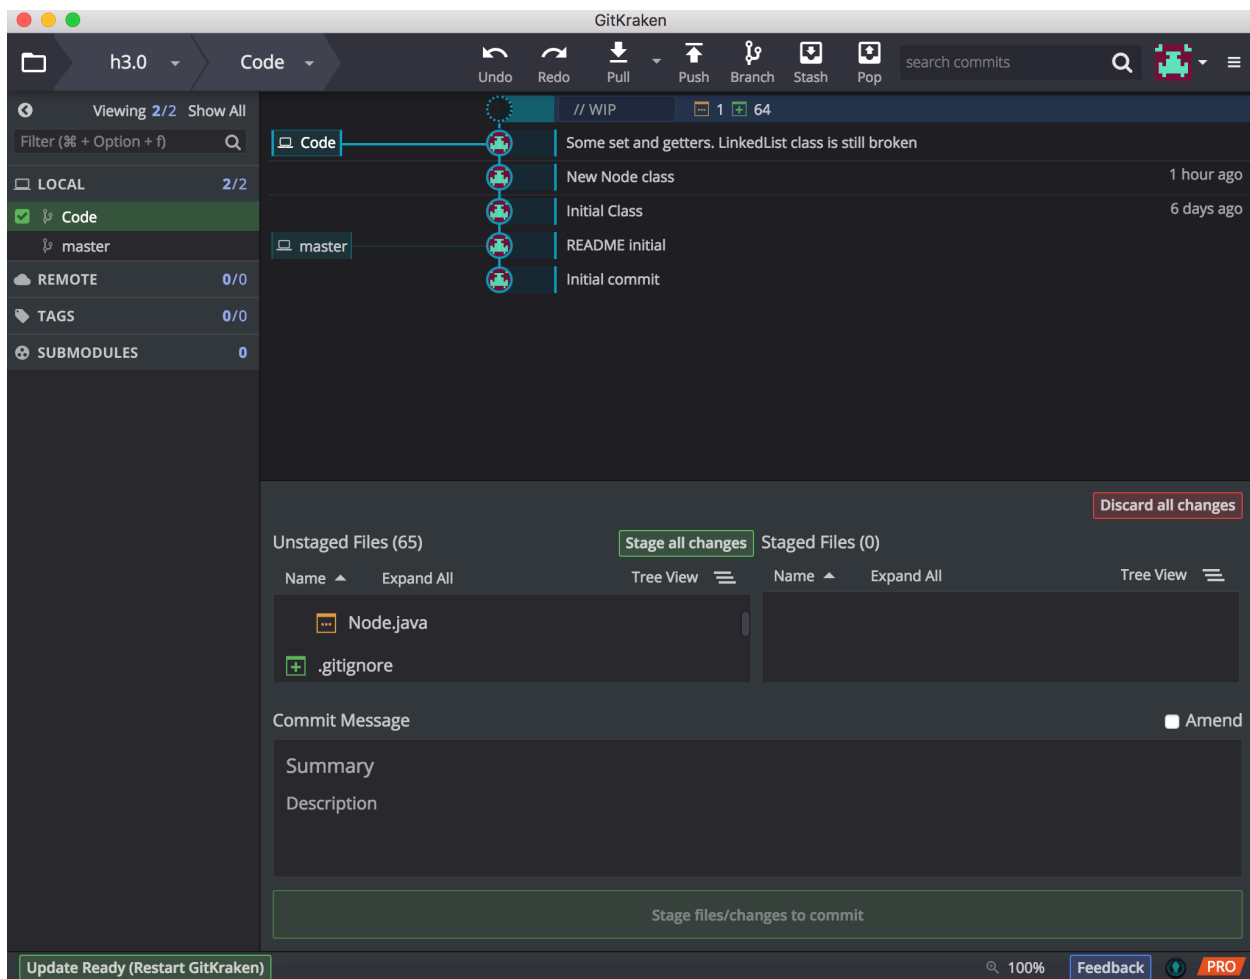 GitKraken
h3.0
Code
Undo
Redo
Pull
Push
Branch
Stash
Pop
search commits
Viewing 2/2 Show All
Filter (⌘ + Option + f)
LOCAL 2/2
Code
master
REMOTE 0/0
TAGS 0/0
SUBMODULES 0
// WIP 1 64
Code Some set and getters. LinkedList class is still broken
New Node class 1 hour ago
Initial Class 6 days ago
master README initial
Initial commit
Discard all changes
Unstaged Files (65) Stage all changes
Name Expand All Tree View
Node.java
.gitignore
Staged Files (0)
Name Expand All Tree View
Commit Message Amend
Summary
Description
Stage files/changes to commit
Update Ready (Restart GitKraken) 100% Feedback PRO